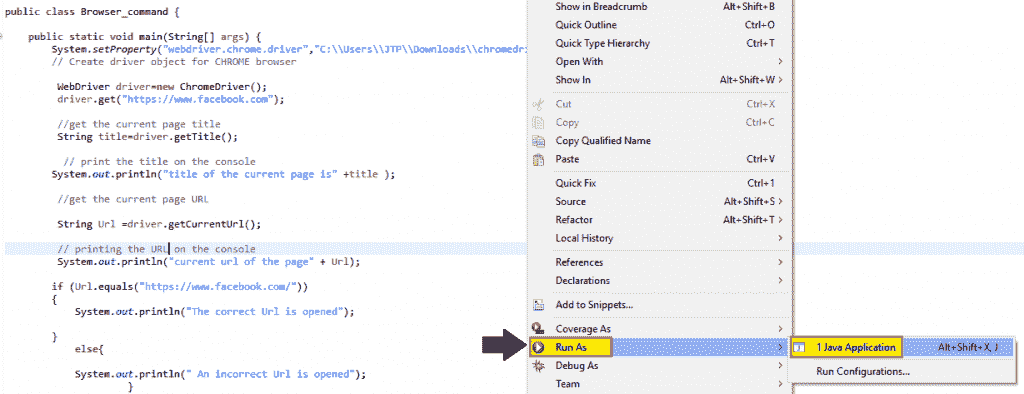 public class Browser_command {
public static void main(String[] args) {
System.setProperty("webdriver.chrome.driver","C:\\Users\\JTP\\Downloads\\chromedri
// Create driver object for CHROME browser
WebDriver driver=new ChromeDriver();
driver.get("https://www.facebook.com");
//get the current page title
String title=driver.getTitle();
// print the title on the console
System.out.println("title of the current page is" +title );
//get the current page URL
String Url =driver.getCurrentUrl();
// printing the URL on the console
System.out.println("current url of the page" + Url);
if (Url.equals("https://www.facebook.com/"))
{
System.out.println("The correct Url is opened");
}
else{
System.out.println(" An incorrect Url is opened");
}
Show in Breadcrumb Alt+Shift+B
Quick Outline Ctrl+O
Quick Type Hierarchy Ctrl+T
Open With >
Show In Alt+Shift+W >
Cut Ctrl+X
Copy Ctrl+C
Copy Qualified Name
Paste Ctrl+V
Quick Fix Ctrl+1
Source Alt+Shift+S >
Refactor Alt+Shift+T >
Local History >
References >
Declarations >
Add to Snippets...
Coverage As >
Run As >
Debug As >
Team >
1 Java Application Alt+Shift+X, J
Run Configurations...